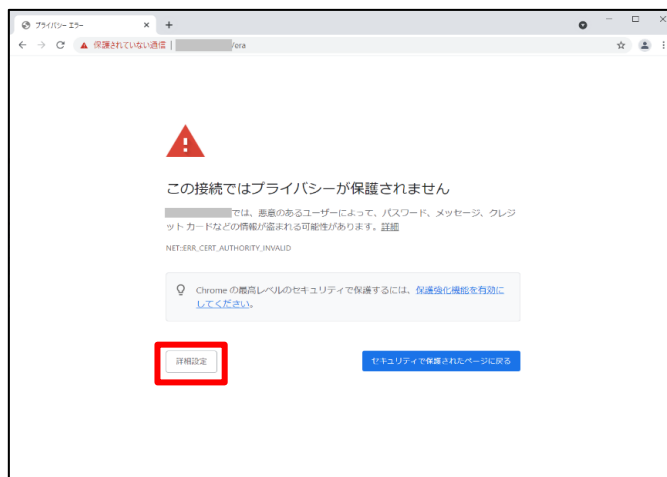 プライバシー エラー
保護されていない通信 | /era
この接続ではプライバシーが保護されません
では、悪意のあるユーザーによって、パスワード、メッセージ、クレジ
ット カードなどの情報が盗まれる可能性があります。詳細
NET::ERR_CERT_AUTHORITY_INVALID
Chrome の最高レベルのセキュリティで保護するには、保護強化機能を有効に
してください。
詳細設定
セキュリティで保護されたページに戻る